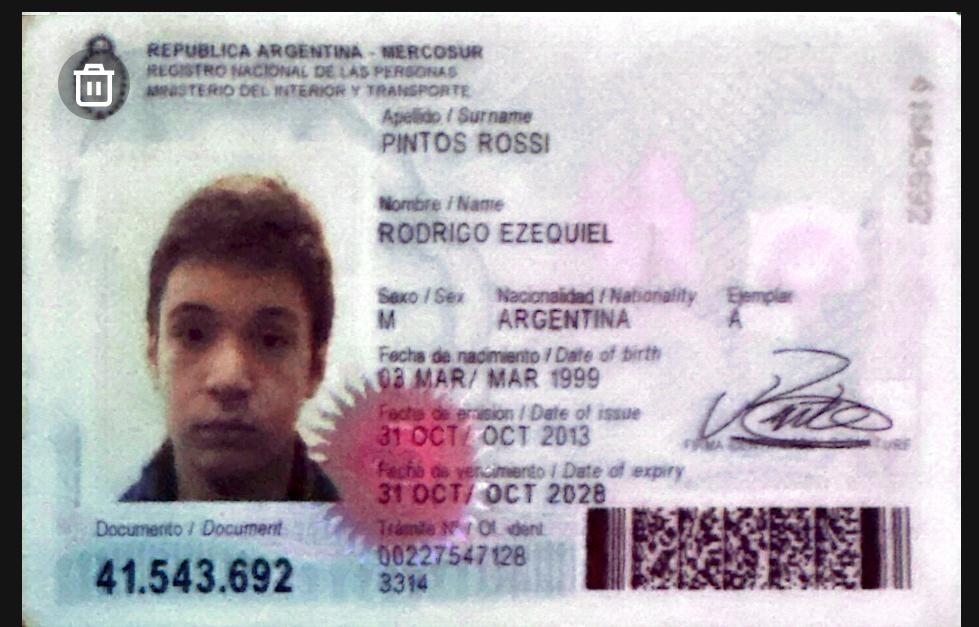 REPUBLICA ARGENTINA - MERCOSUR
REGISTRO NACIONAL DE LAS PERSONAS
MINISTERIO DEL INTERIOR Y TRANSPORTE
Apellido / Surname
PINTOS ROSSI
Nombre / Name
RODRIGO EZEQUIEL
Sexo / Sex Nacionalidad / Nationality Ejemplar
M ARGENTINA A
Fecha de nacimiento / Date of birth
03 MAR/ MAR 1999
Fecha de emisión / Date of issue
31 OCT/ OCT 2013
Fecha de vencimiento / Date of expiry
31 OCT/ OCT 2028
FIRMA
Documento / Document
41.543.692
Trámite Nº / Of. ident.
00227547128
3314
41543692